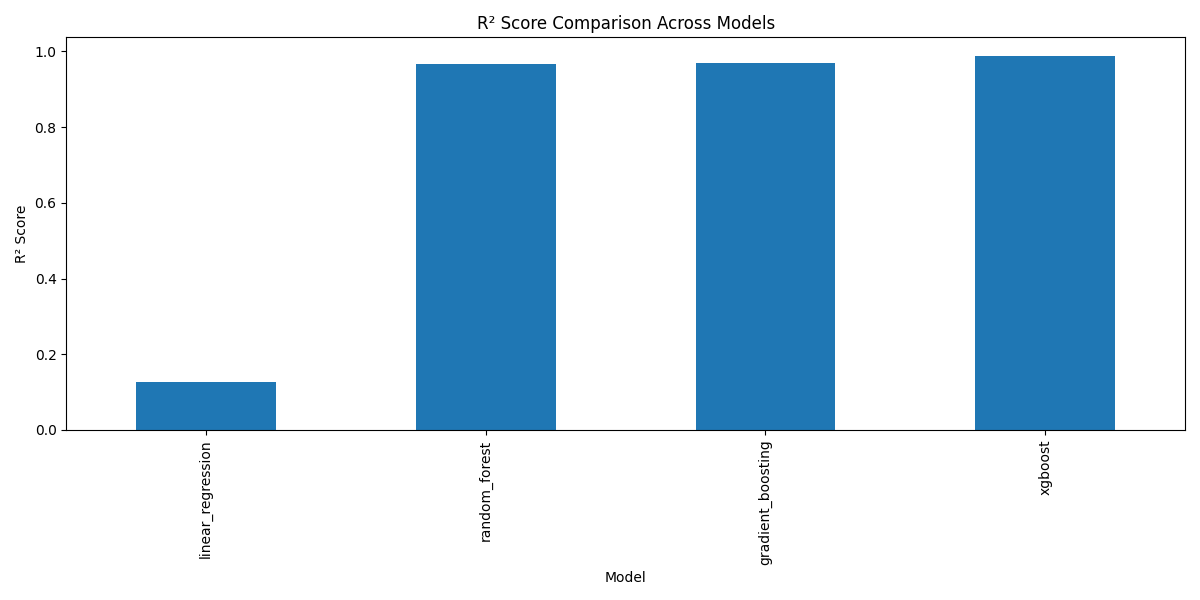 R² Score Comparison Across Models
1.0
0.8
0.6
0.4
0.2
0.0
R² Score
linear_regression
random_forest
gradient_boosting
xgboost
Model